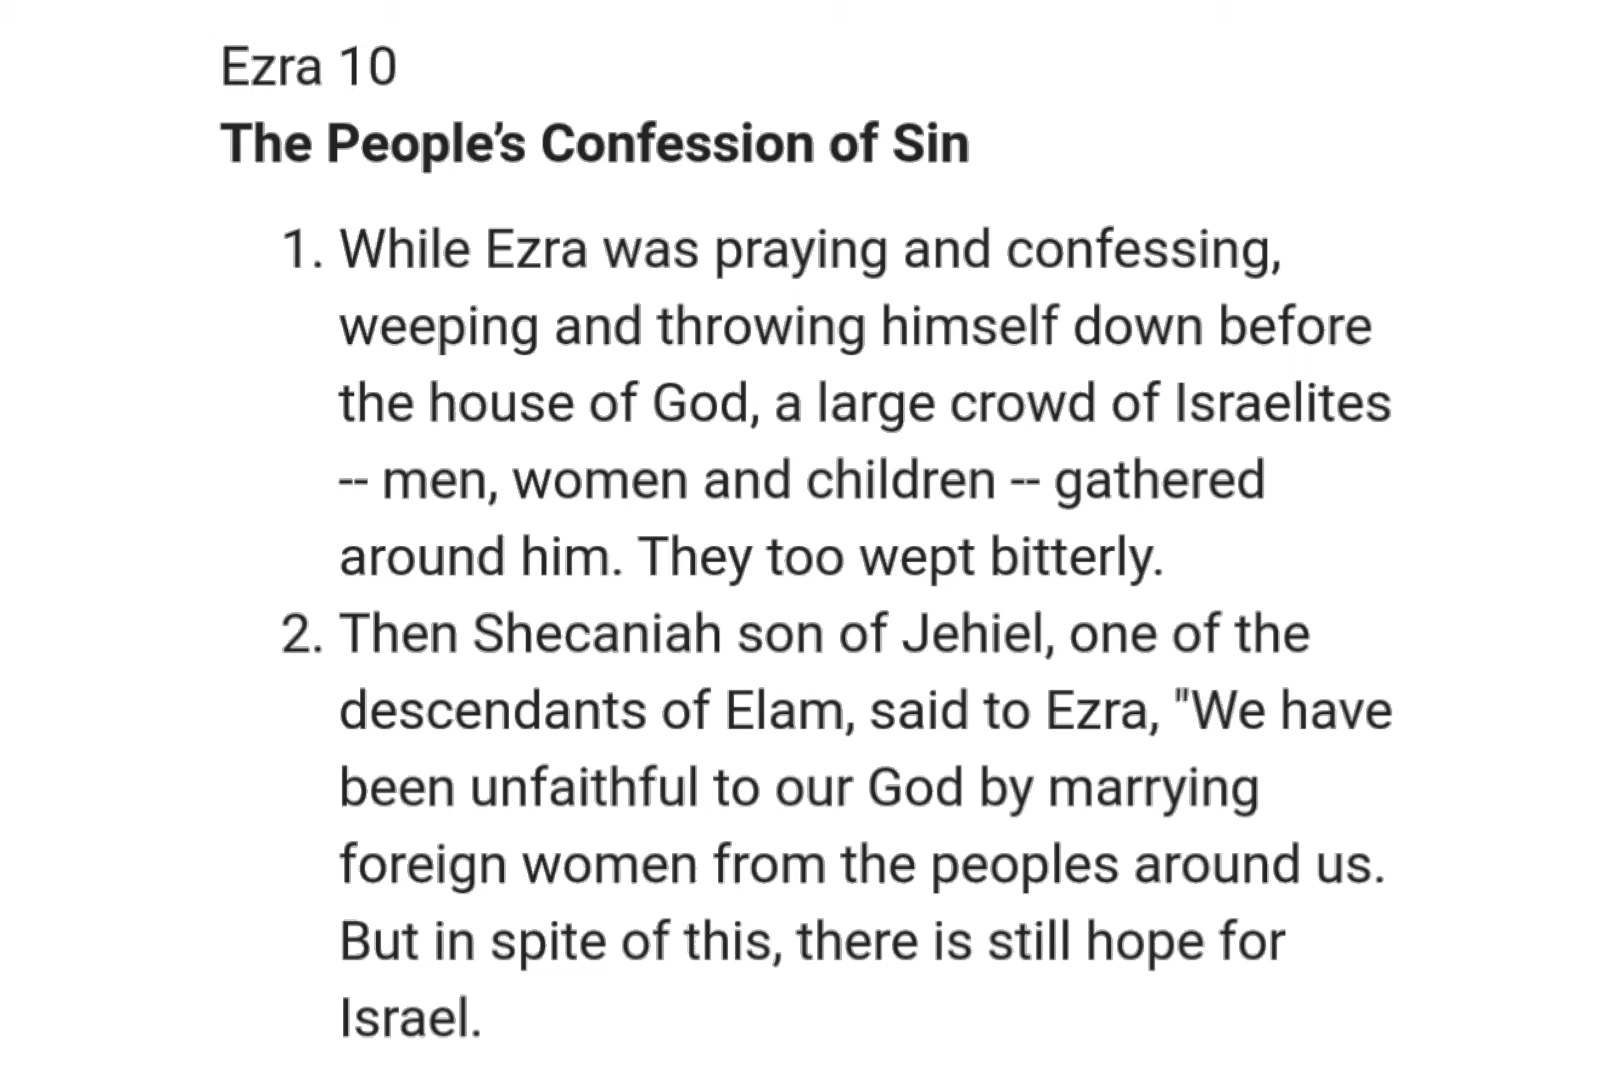 Ezra 10
The People’s Confession of Sin
1. While Ezra was praying and confessing,
weeping and throwing himself down before
the house of God, a large crowd of Israelites
-- men, women and children -- gathered
around him. They too wept bitterly.
2. Then Shecaniah son of Jehiel, one of the
descendants of Elam, said to Ezra, "We have
been unfaithful to our God by marrying
foreign women from the peoples around us.
But in spite of this, there is still hope for
Israel.